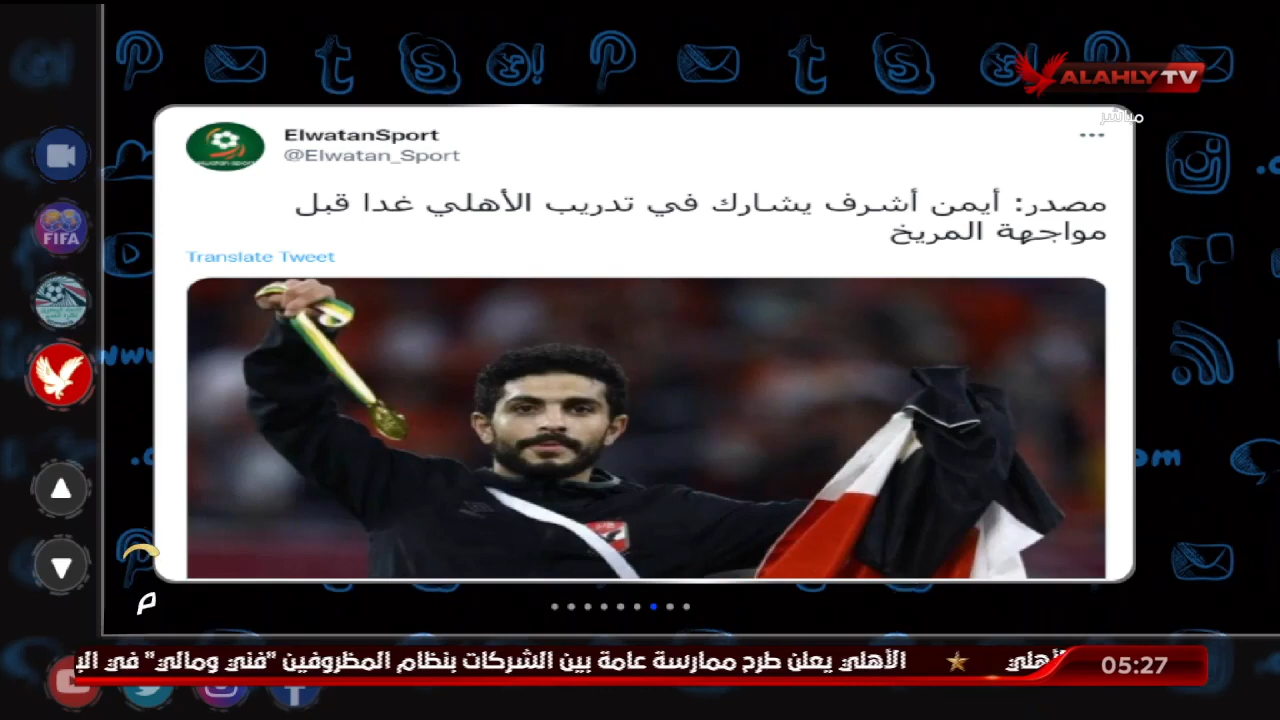 ALAHLY TV
مباشر
ElwatanSport
@Elwatan_Sport
مصدر: أيمن أشرف يشارك في تدريب الأهلي غدا قبل
مواجهة المريخ
Translate Tweet
FIFA
الأهلي يعلن طرح ممارسة عامة بين الشركات بنظام المظروفين "فني ومالي" في
05:27